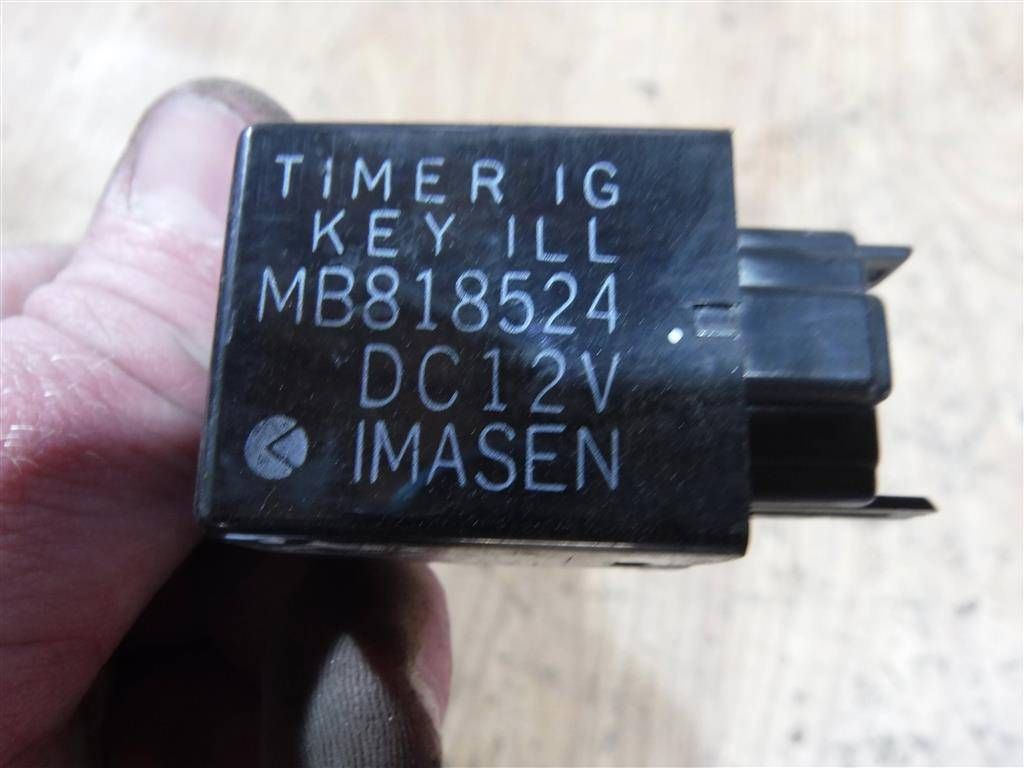 TIMER IG
KEY ILL
MB818524
DC12V
IMASEN